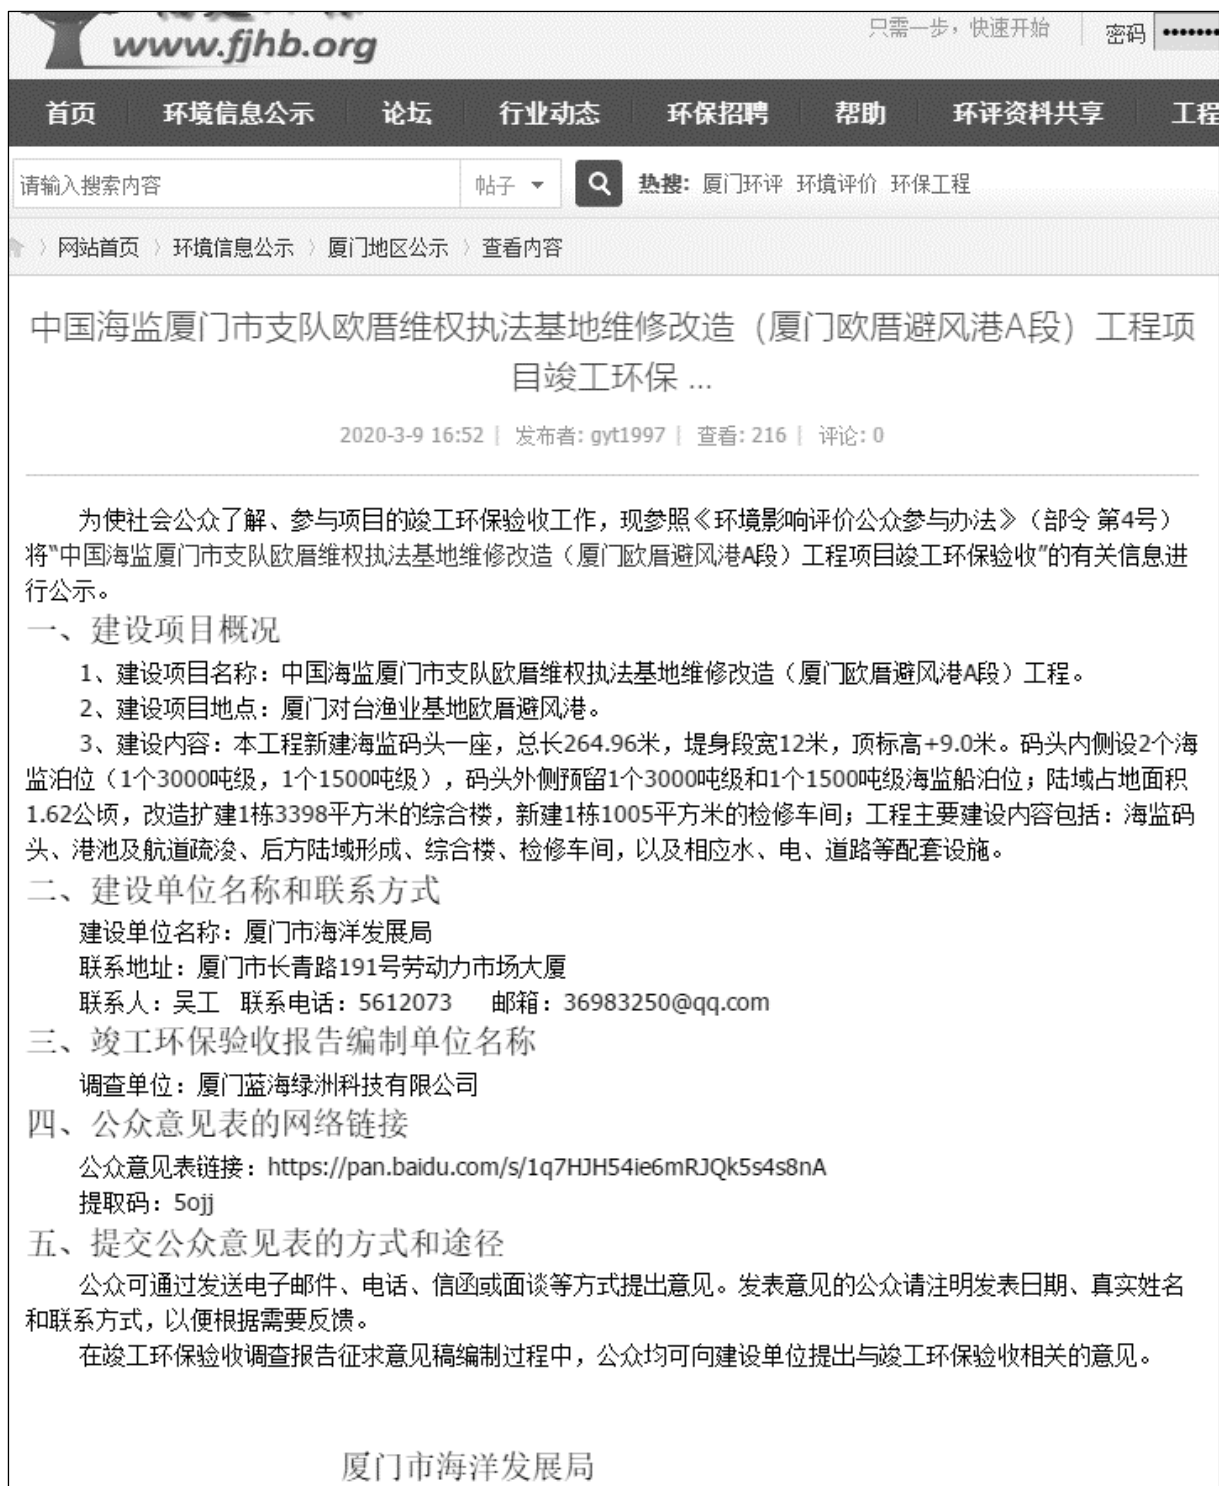 www.fjhb.org
只需一步，快速开始
密码
首页 环境信息公示 论坛 行业动态 环保招聘 帮助 环评资料共享 工程
请输入搜索内容 帖子 热搜: 厦门环评 环境评价 环保工程
网站首页 〉 环境信息公示 〉 厦门地区公示 〉 查看内容
中国海监厦门市支队欧厝维权执法基地维修改造（厦门欧厝避风港A段）工程项
目竣工环保 ...
2020-3-9 16:52 | 发布者: gyt1997 | 查看: 216 | 评论: 0
为使社会公众了解、参与项目的竣工环保验收工作，现参照《环境影响评价公众参与办法》（部令 第4号）
将“中国海监厦门市支队欧厝维权执法基地维修改造（厦门欧厝避风港A段）工程项目竣工环保验收”的有关信息进
行公示。
一、建设项目概况
1、建设项目名称：中国海监厦门市支队欧厝维权执法基地维修改造（厦门欧厝避风港A段）工程。
2、建设项目地点：厦门对台渔业基地欧厝避风港。
3、建设内容：本工程新建海监码头一座，总长264.96米，堤身段宽12米，顶标高+9.0米。码头内侧设2个海
监泊位（1个3000吨级，1个1500吨级），码头外侧预留1个3000吨级和1个1500吨级海监船泊位；陆域占地面积
1.62公顷，改造扩建1栋3398平方米的综合楼，新建1栋1005平方米的检修车间；工程主要建设内容包括：海监码
头、港池及航道疏浚、后方陆域形成、综合楼、检修车间，以及相应水、电、道路等配套设施。
二、建设单位名称和联系方式
建设单位名称：厦门市海洋发展局
联系地址：厦门市长青路191号劳动力市场大厦
联系人：吴工 联系电话：5612073 邮箱：36983250@qq.com
三、竣工环保验收报告编制单位名称
调查单位：厦门蓝海绿洲科技有限公司
四、公众意见表的网络链接
公众意见表链接：https://pan.baidu.com/s/1q7HJH54ie6mRJQk5s4s8nA
提取码：5ojj
五、提交公众意见表的方式和途径
公众可通过发送电子邮件、电话、信函或面谈等方式提出意见。发表意见的公众请注明发表日期、真实姓名
和联系方式，以便根据需要反馈。
在竣工环保验收调查报告征求意见稿编制过程中，公众均可向建设单位提出与竣工环保验收相关的意见。
厦门市海洋发展局